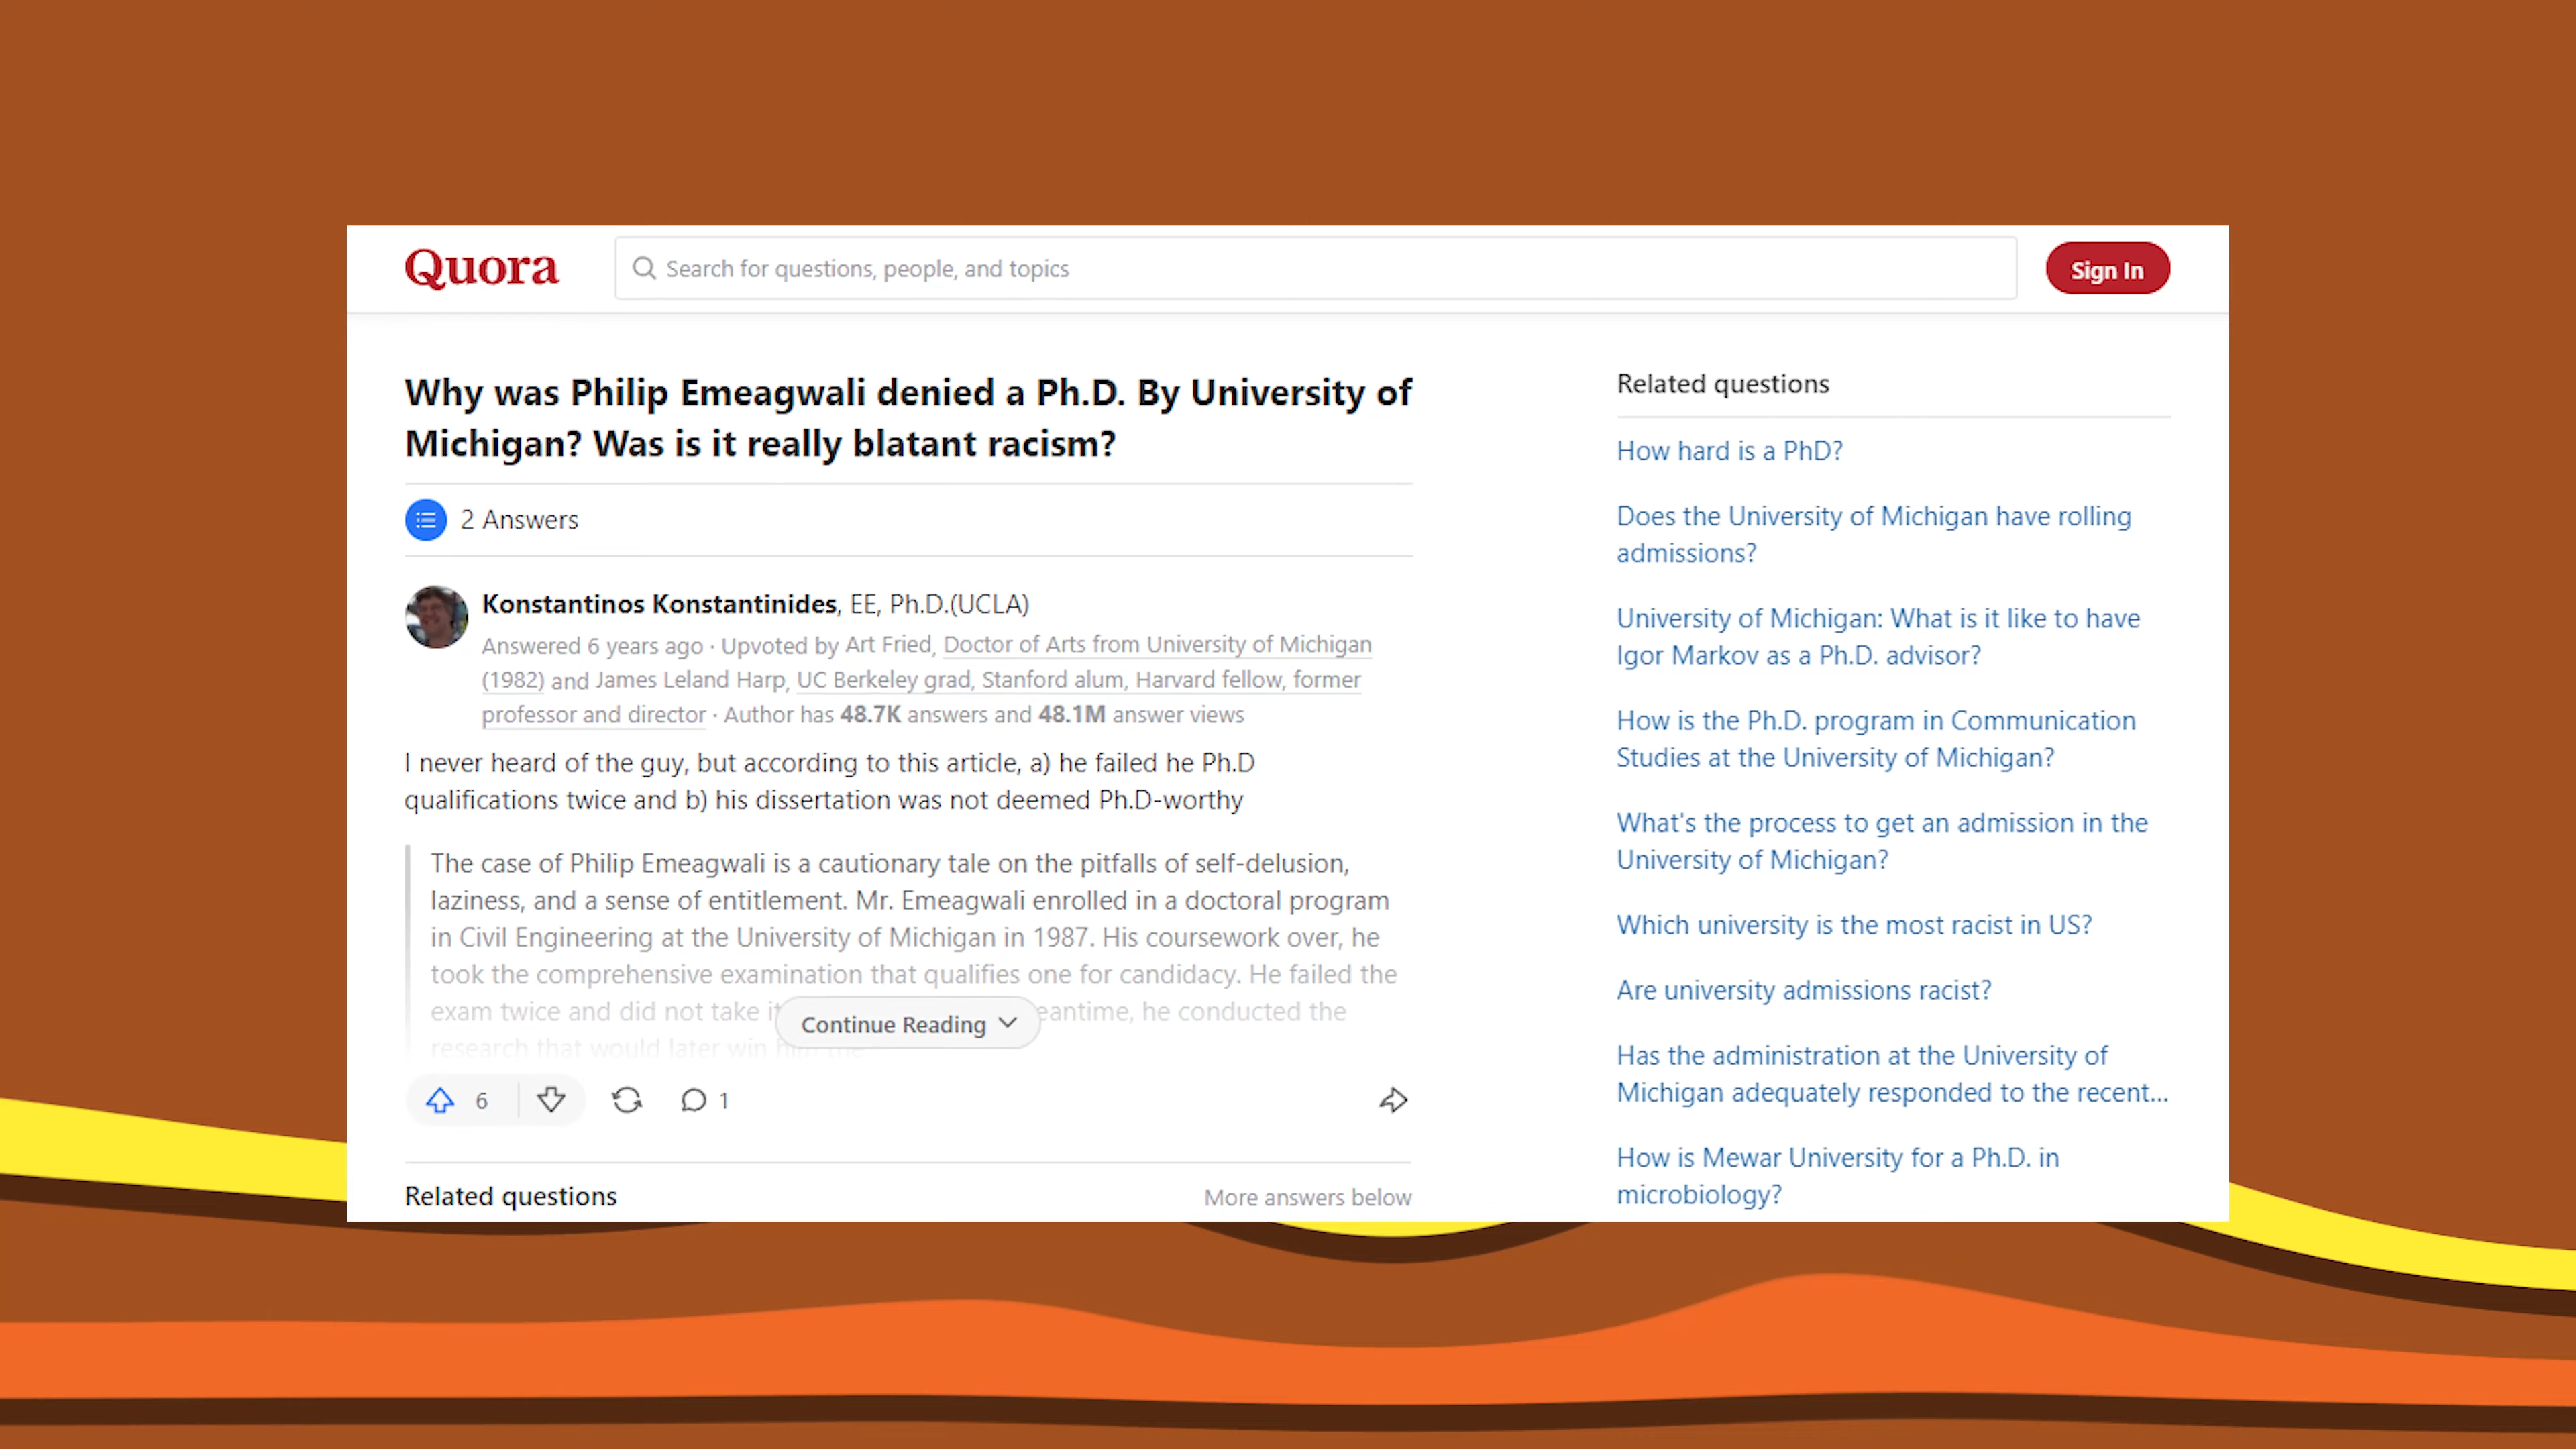 Quora
Search for questions, people, and topics
Sign In
Why was Philip Emeagwali denied a Ph.D. By University of
Michigan? Was is it really blatant racism?
2 Answers
Konstantinos Konstantinides, EE, Ph.D.(UCLA)
Answered 6 years ago · Upvoted by Art Fried, Doctor of Arts from University of Michigan
(1982) and James Leland Harp, UC Berkeley grad, Stanford alum, Harvard fellow, former
professor and director · Author has 48.7K answers and 48.1M answer views
I never heard of the guy, but according to this article, a) he failed he Ph.D
qualifications twice and b) his dissertation was not deemed Ph.D-worthy
The case of Philip Emeagwali is a cautionary tale on the pitfalls of self-delusion,
laziness, and a sense of entitlement. Mr. Emeagwali enrolled in a doctoral program
in Civil Engineering at the University of Michigan in 1987. His coursework over, he
took the comprehensive examination that qualifies one for candidacy. He failed the
exam twice and did not take it eantime, he conducted the
research that would later win him the
Continue Reading
6
1
Related questions
More answers below
Related questions
How hard is a PhD?
Does the University of Michigan have rolling
admissions?
University of Michigan: What is it like to have
Igor Markov as a Ph.D. advisor?
How is the Ph.D. program in Communication
Studies at the University of Michigan?
What's the process to get an admission in the
University of Michigan?
Which university is the most racist in US?
Are university admissions racist?
Has the administration at the University of
Michigan adequately responded to the recent...
How is Mewar University for a Ph.D. in
microbiology?